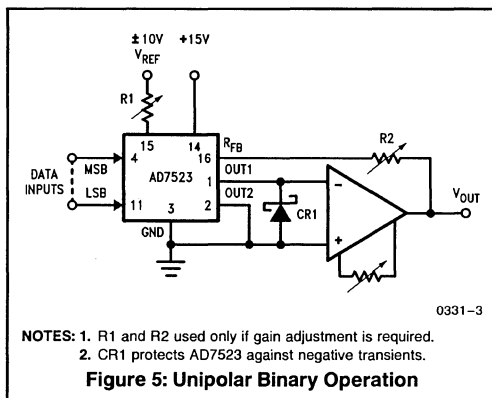 ±10V +15V
VREF
R1
15 14 RFB
16
R2
MSB 4
DATA INPUTS
AD7523
OUT1
1
OUT2
2
LSB 11
3
GND
CR1
−
+
VOUT
0331-3
NOTES: 1. R1 and R2 used only if gain adjustment is required.
2. CR1 protects AD7523 against negative transients.
Figure 5: Unipolar Binary Operation